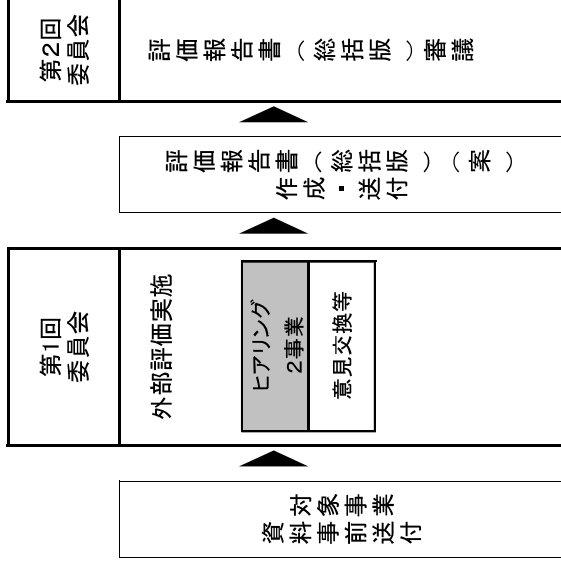 対象事業
資料事前送付
第1回
委員会
外部評価実施
ヒアリング
2事業
意見交換等
評価報告書(総括版)(案)
作成・送付
第2回
委員会
評価報告書(総括版)審議